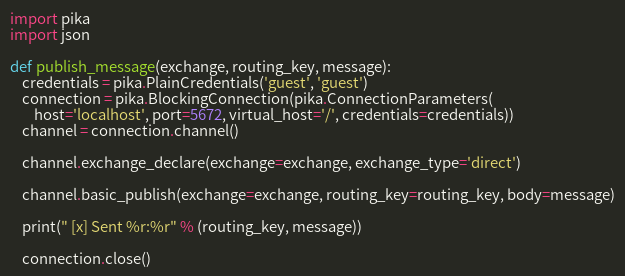 import pika
import json
def publish_message(exchange, routing_key, message):
credentials = pika.PlainCredentials('guest', 'guest')
connection = pika.BlockingConnection(pika.ConnectionParameters(
host='localhost', port=5672, virtual_host='/', credentials=credentials))
channel = connection.channel()
channel.exchange_declare(exchange=exchange, exchange_type='direct')
channel.basic_publish(exchange=exchange, routing_key=routing_key, body=message)
print(" [x] Sent %r:%r" % (routing_key, message))
connection.close()